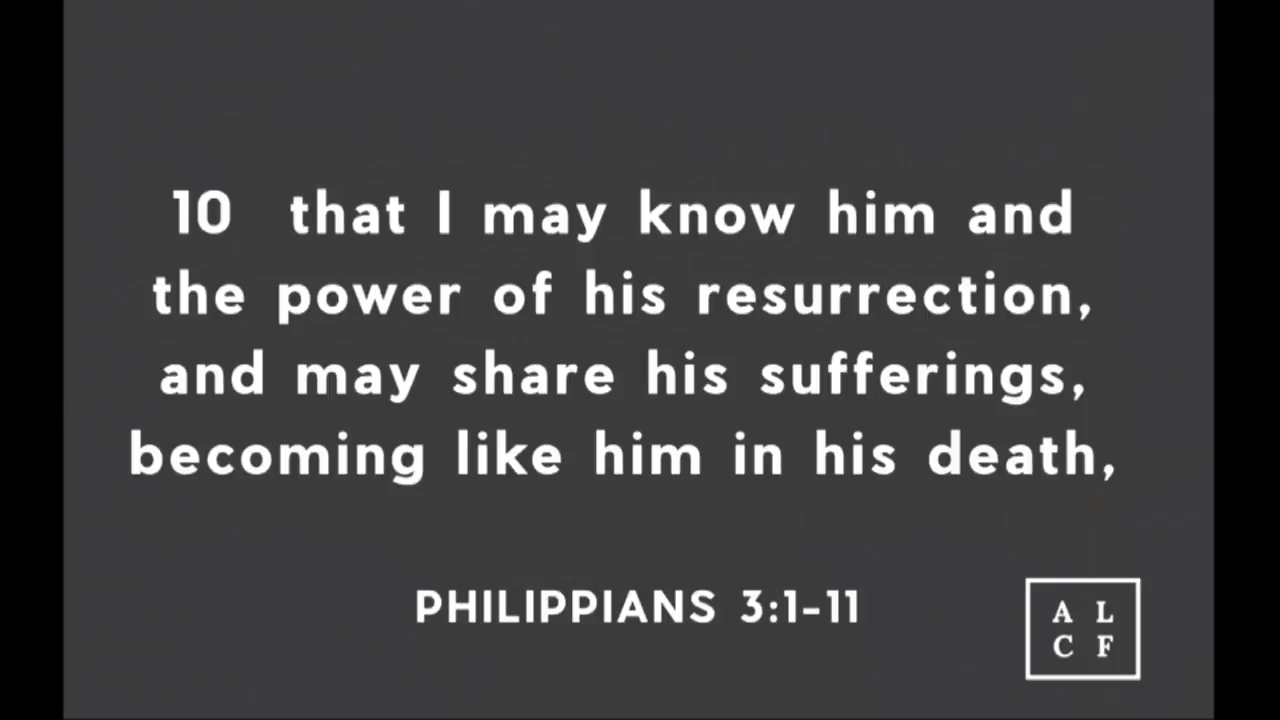 10 that I may know him and
the power of his resurrection,
and may share his sufferings,
becoming like him in his death,
PHILIPPIANS 3:1-11
A L
C F